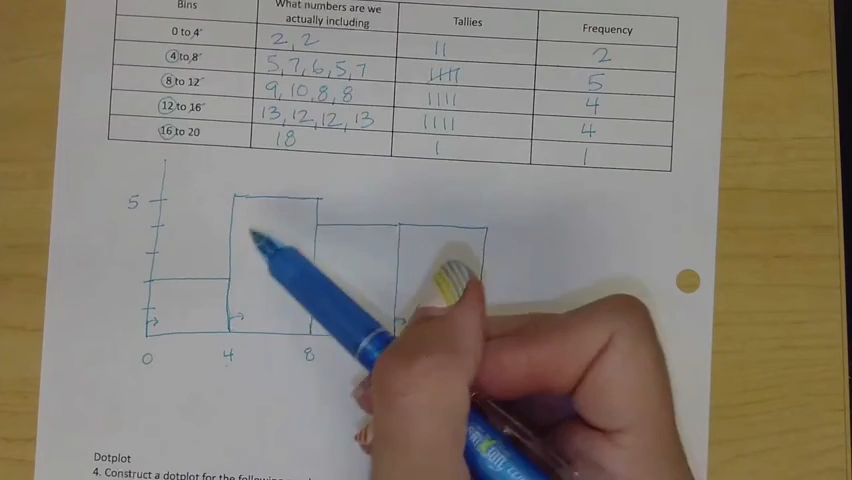 Bins What numbers are we actually including Tallies Frequency
0 to 4⁻ 2, 2 || 2
4 to 8⁻ 5, 7, 6, 5, 7 5
8 to 12⁻ 9, 10, 8, 8 |||| 4
12 to 16⁻ 13, 12, 12, 13 |||| 4
16 to 20 18 | 1
5
0 4 8
Dotplot
4. Construct a dotplot for the following